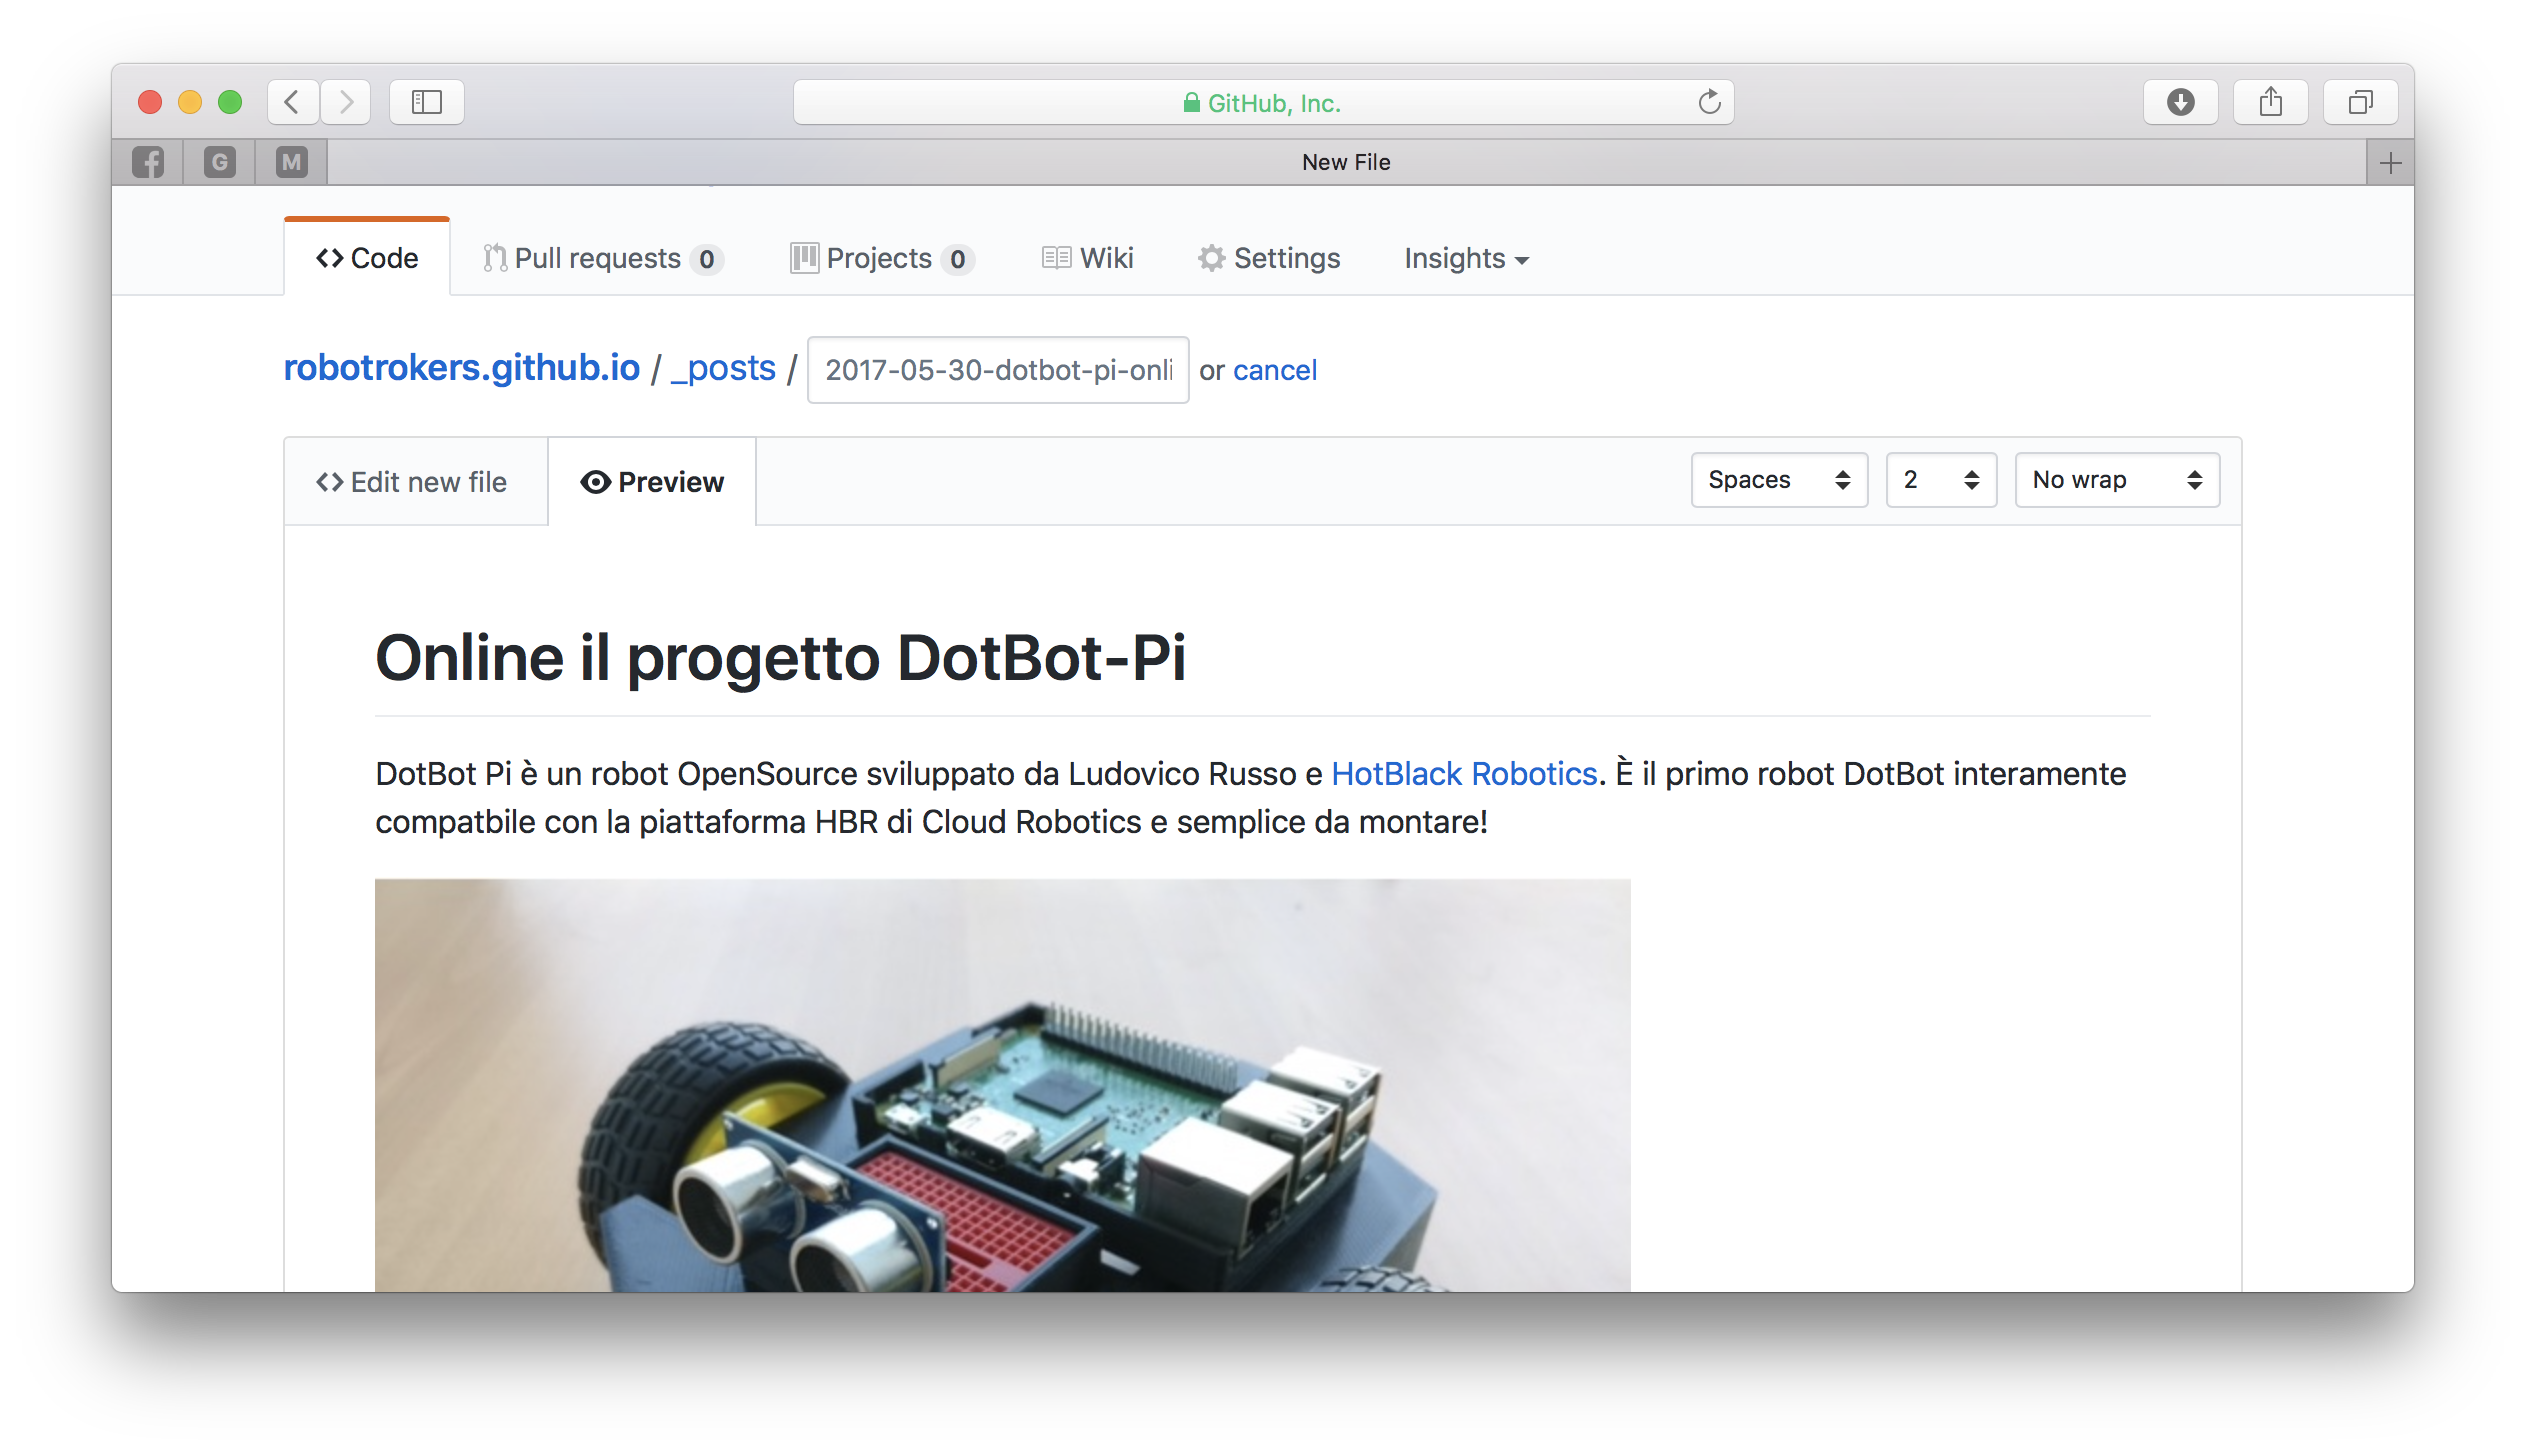 GitHub, Inc.
G
M
New File
Code
Pull requests 0
Projects 0
Wiki
Settings
Insights
robotrokers.github.io / _posts / 2017-05-30-dotbot-pi-onli or cancel
Edit new file
Preview
Spaces
2
No wrap
Online il progetto DotBot-Pi
DotBot Pi è un robot OpenSource sviluppato da Ludovico Russo e HotBlack Robotics. È il primo robot DotBot interamente
compatbile con la piattaforma HBR di Cloud Robotics e semplice da montare!